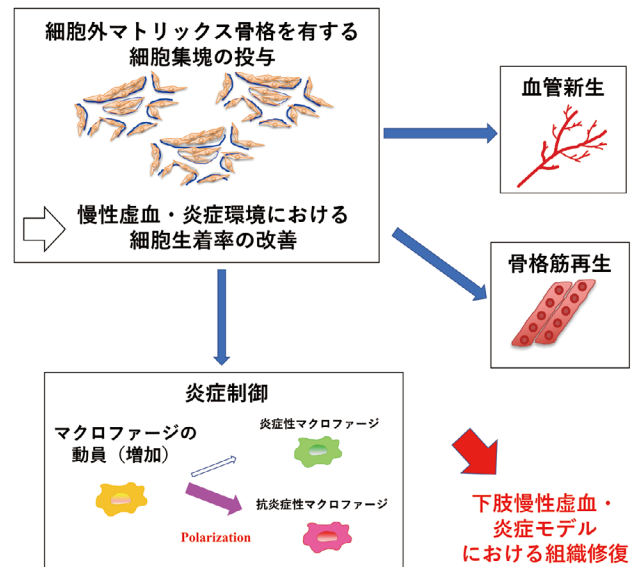 細胞外マトリックス骨格を有する
細胞集塊の投与
慢性虚血・炎症環境における
細胞生着率の改善
血管新生
骨格筋再生
炎症制御
マクロファージの
動員（増加）
炎症性マクロファージ
抗炎症性マクロファージ
Polarization
下肢慢性虚血・
炎症モデル
における組織修復